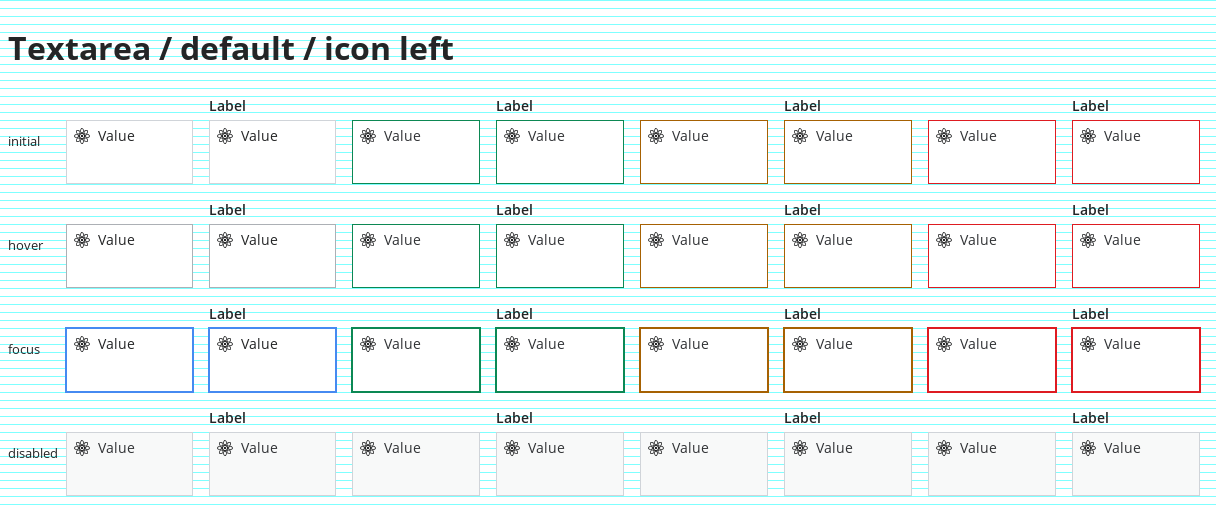 Textarea / default / icon left
Label Label Label Label
initial Value Value Value Value Value Value Value Value
Label Label Label Label
hover Value Value Value Value Value Value Value Value
Label Label Label Label
focus Value Value Value Value Value Value Value Value
Label Label Label Label
disabled Value Value Value Value Value Value Value Value